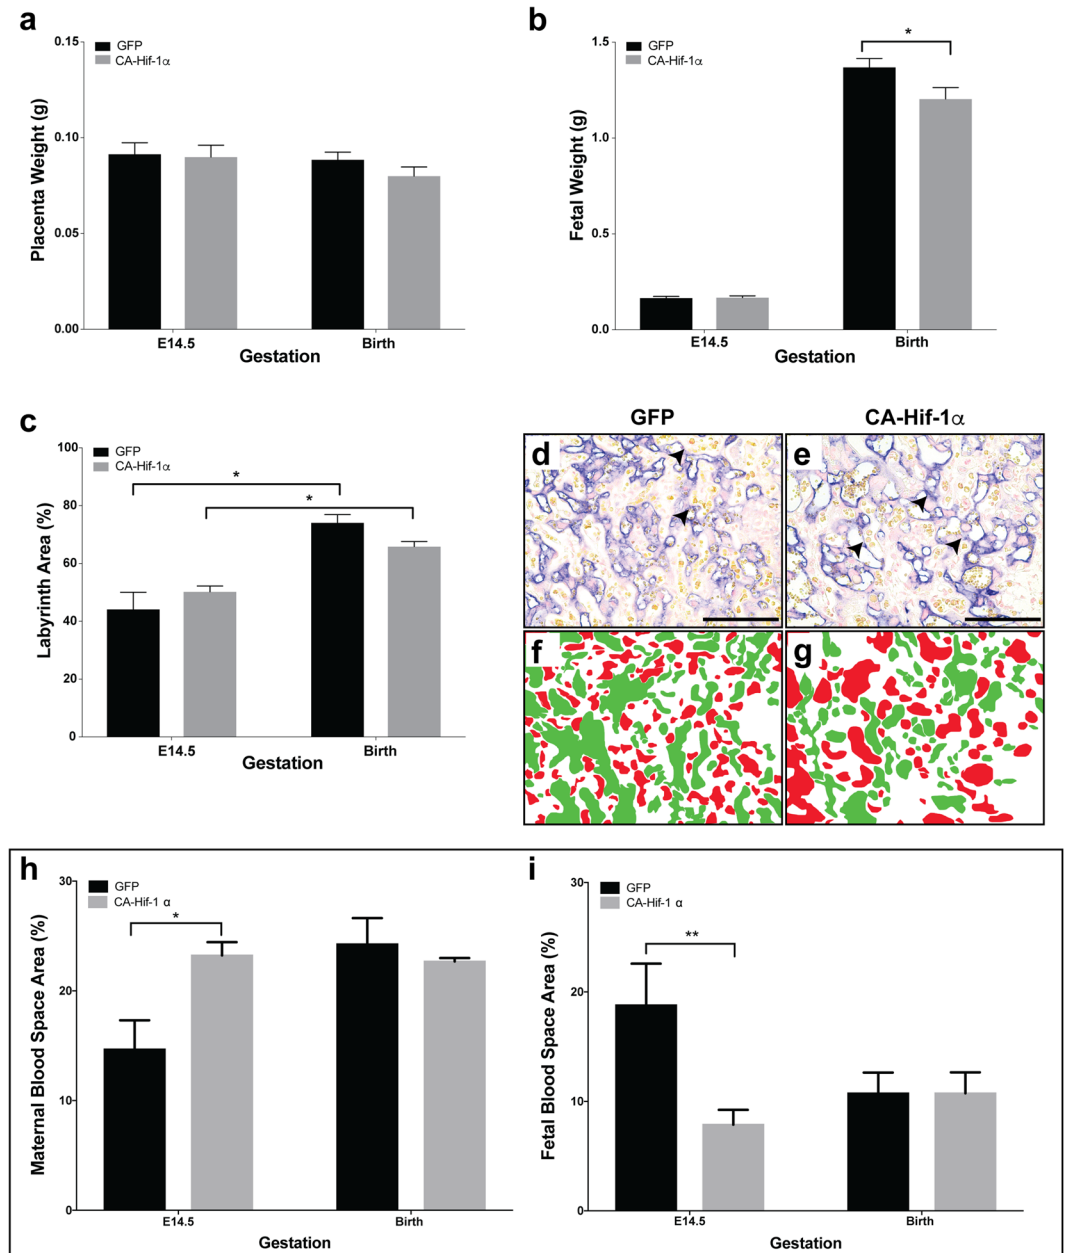 a
GFP
CA-Hif-1α
Placenta Weight (g)
0.15
0.10
0.05
0.00
E14.5
Birth
Gestation
b
GFP
CA-Hif-1α
*
Fetal Weight (g)
1.5
1.0
0.5
0.0
E14.5
Birth
Gestation
c
GFP
CA-Hif-1α
*
*
Labyrinth Area (%)
100
80
60
40
20
0
E14.5
Birth
Gestation
GFP
CA-Hif-1α
d
e
f
g
h
GFP
CA-Hif-1 α
*
Maternal Blood Space Area (%)
30
20
10
0
E14.5
Birth
Gestation
i
GFP
CA-Hif-1 α
**
Fetal Blood Space Area (%)
30
20
10
0
E14.5
Birth
Gestation